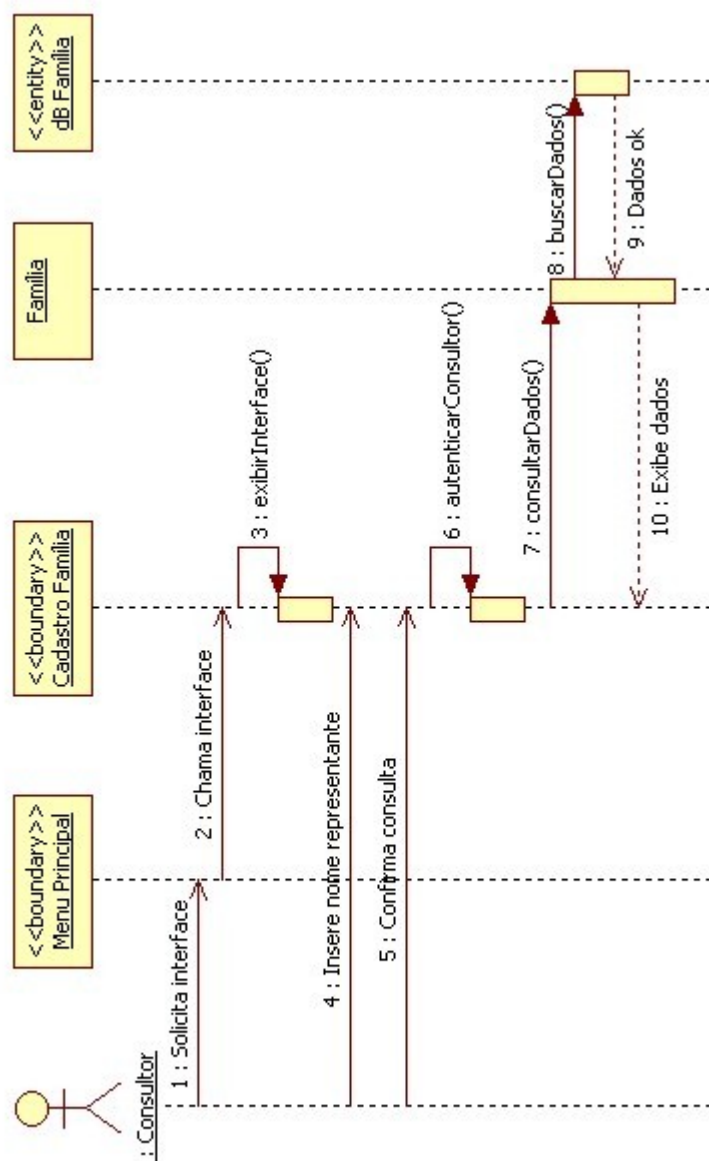 : Consultor
<<boundary>>
Menu Principal
<<boundary>>
Cadastro Família
Família
<<entity>>
dB Família
1 : Solicita interface
2 : Chama interface
3 : exibirInterface()
4 : Insere nome representante
5 : Confirma consulta
6 : autenticarConsultor()
7 : consultarDados()
8 : buscarDados()
9 : Dados ok
10 : Exibe dados